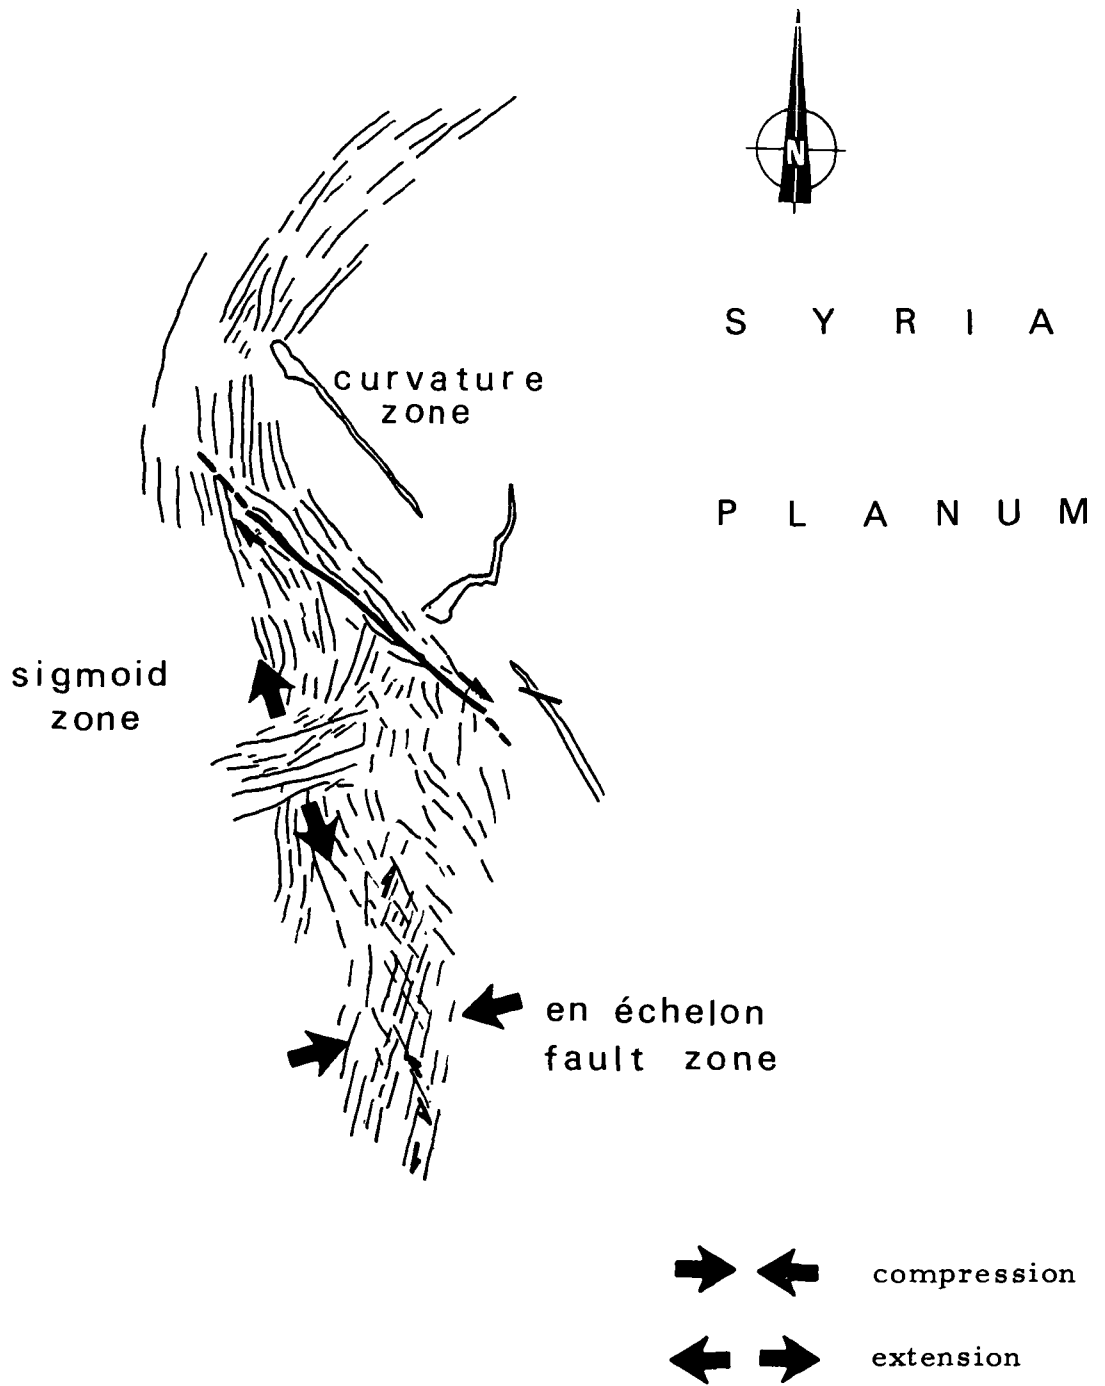 N
S Y R I A
curvature
zone
P L A N U M
sigmoid
zone
en échelon
fault zone
compression
extension